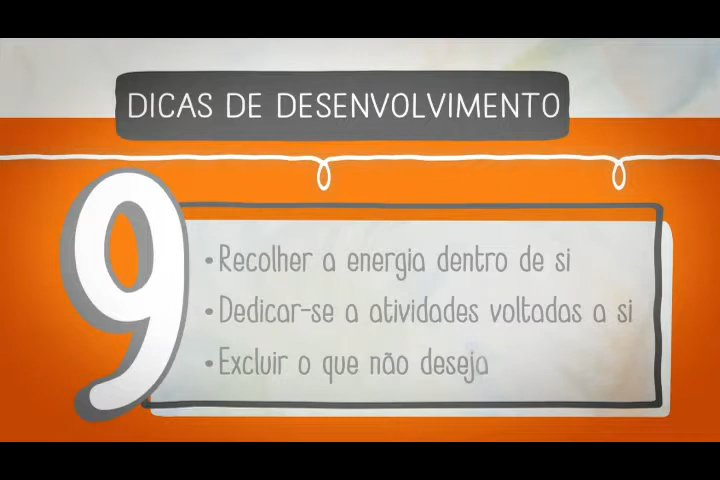 DICAS DE DESENVOLVIMENTO
9
• Recolher a energia dentro de si
• Dedicar-se a atividades voltadas a si
• Excluir o que não deseja